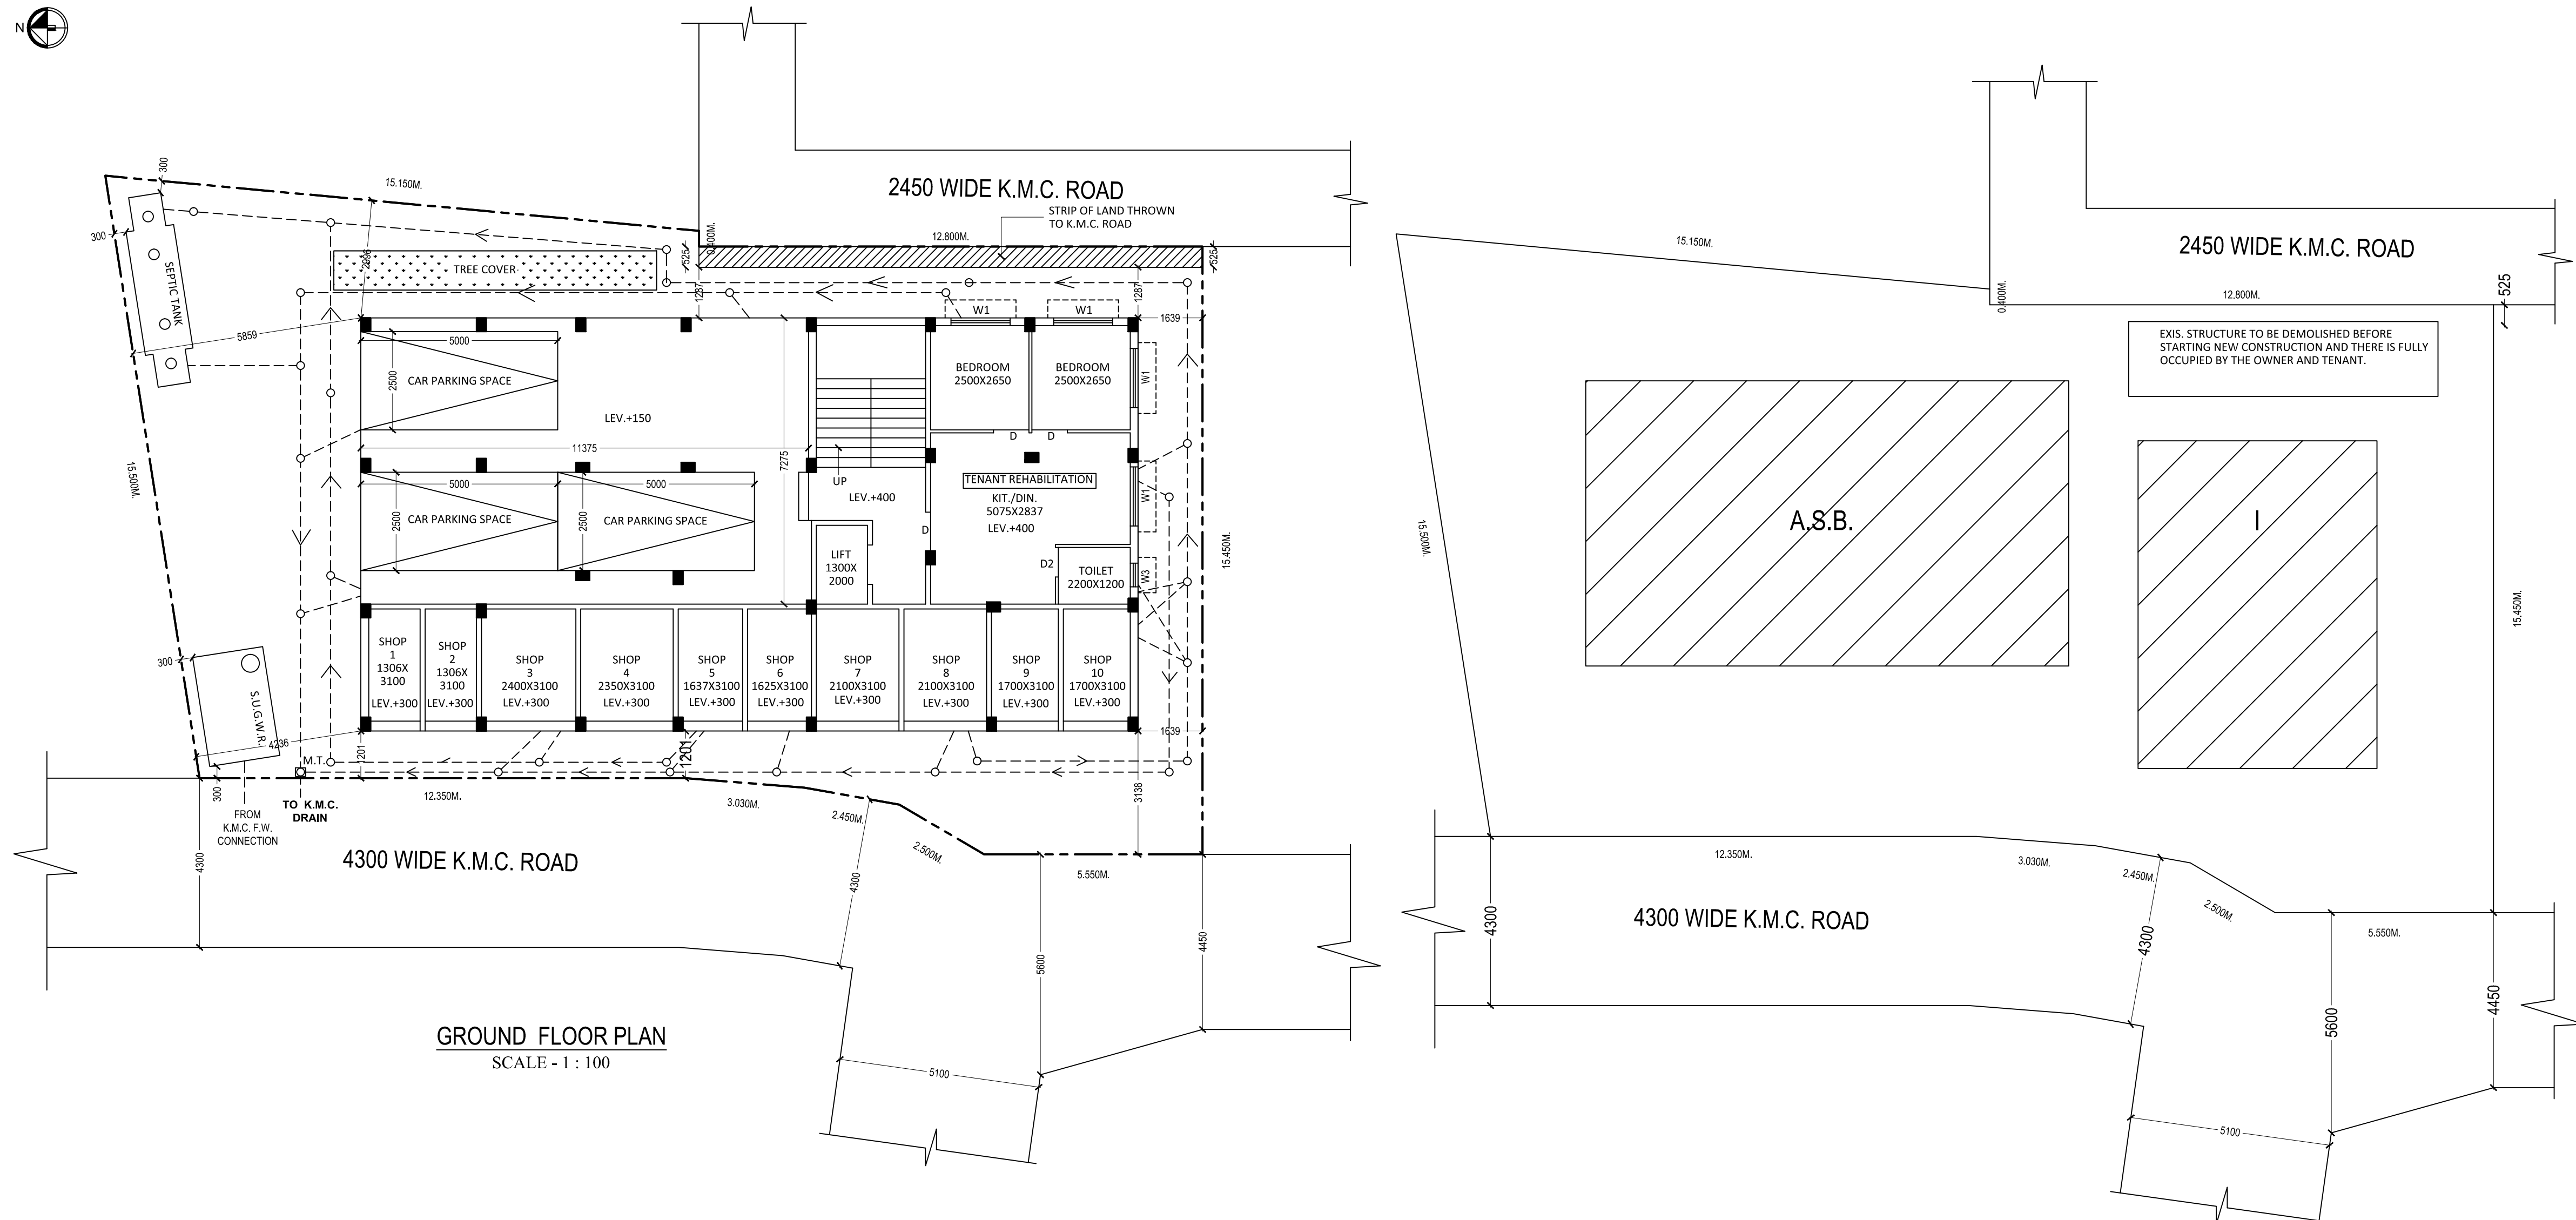 N
2450 WIDE K.M.C. ROAD
STRIP OF LAND THROWN
TO K.M.C. ROAD
12.800M.
0.400M.
525
525
15.150M.
300
300
SEPTIC TANK
5859
2896
TREE COVER
1287
1287
1639
15.500M.
5000
2500
CAR PARKING SPACE
LEV.+150
11375
7275
5000
5000
2500
2500
CAR PARKING SPACE
CAR PARKING SPACE
UP
LEV.+400
LIFT
1300X
2000
W1
W1
BEDROOM
2500X2650
BEDROOM
2500X2650
W1
D
D
TENANT REHABILITATION
KIT./DIN.
5075X2837
LEV.+400
W1
D
D2
TOILET
2200X1200
W3
15.450M.
SHOP
1
1306X
3100
LEV.+300
SHOP
2
1306X
3100
LEV.+300
SHOP
3
2400X3100
LEV.+300
SHOP
4
2350X3100
LEV.+300
SHOP
5
1637X3100
LEV.+300
SHOP
6
1625X3100
LEV.+300
SHOP
7
2100X3100
LEV.+300
SHOP
8
2100X3100
LEV.+300
SHOP
9
1700X3100
LEV.+300
SHOP
10
1700X3100
LEV.+300
300
S.U.G.W.R.
4236
1201
1201
1639
3138
M.T.
300
FROM
K.M.C. F.W.
CONNECTION
TO K.M.C.
DRAIN
12.350M.
3.030M.
2.450M.
2.500M.
5.550M.
4300
4300 WIDE K.M.C. ROAD
4300
5600
4450
5100
GROUND FLOOR PLAN
SCALE - 1 : 100
2450 WIDE K.M.C. ROAD
15.150M.
0.400M.
12.800M.
525
EXIS. STRUCTURE TO BE DEMOLISHED BEFORE
STARTING NEW CONSTRUCTION AND THERE IS FULLY
OCCUPIED BY THE OWNER AND TENANT.
A.S.B.
I
15.500M.
15.450M.
12.350M.
3.030M.
2.450M.
2.500M.
5.550M.
4300
4300 WIDE K.M.C. ROAD
4300
5600
4450
5100